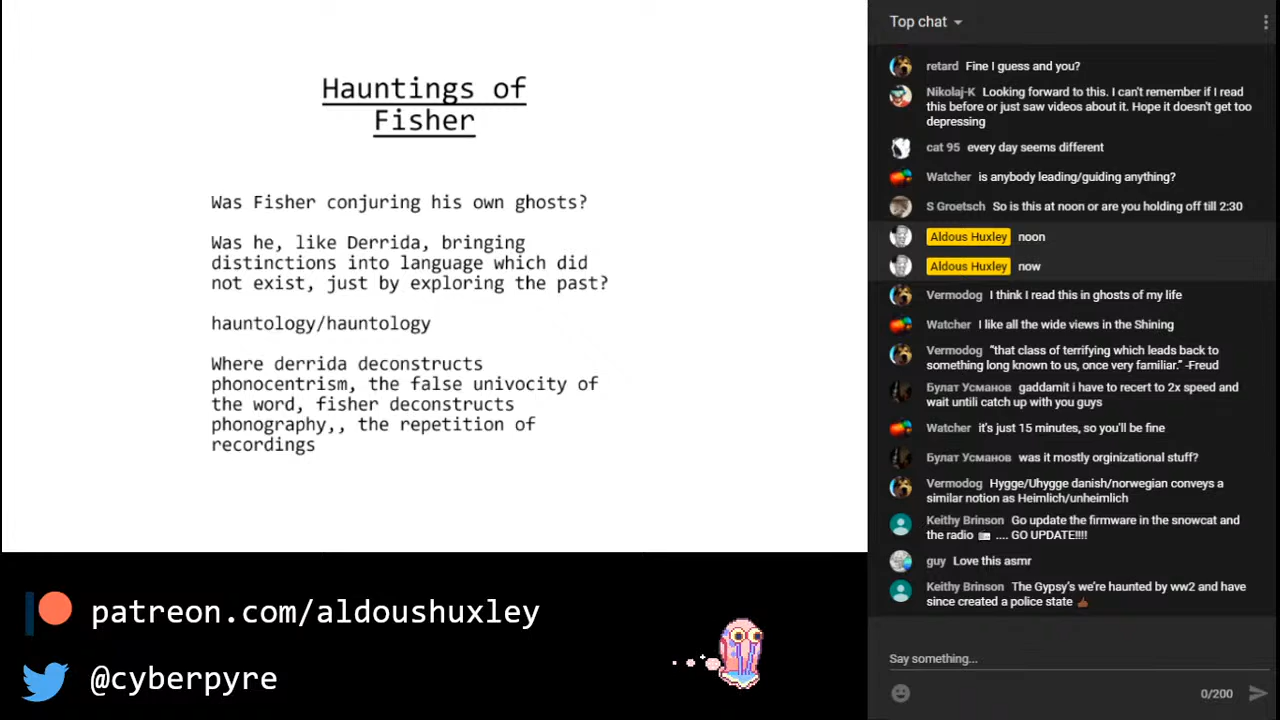 Hauntings of
Fisher
Was Fisher conjuring his own ghosts?
Was he, like Derrida, bringing
distinctions into language which did
not exist, just by exploring the past?
hauntology/hauntology
Where derrida deconstructs
phonocentrism, the false univocity of
the word, fisher deconstructs
phonography,, the repetition of
recordings
patreon.com/aldoushuxley
@cyberpyre
Top chat
retard Fine I guess and you?
Nikolaj-K Looking forward to this. I can't remember if I read
this before or just saw videos about it. Hope it doesn't get too
depressing
cat 95 every day seems different
Watcher is anybody leading/guiding anything?
S Groetsch So is this at noon or are you holding off till 2:30
Aldous Huxley noon
Aldous Huxley now
Vermodog I think I read this in ghosts of my life
Watcher I like all the wide views in the Shining
Vermodog “that class of terrifying which leads back to
something long known to us, once very familiar.” -Freud
Булат Усманов gaddamit i have to recert to 2x speed and
wait untili catch up with you guys
Watcher it's just 15 minutes, so you'll be fine
Булат Усманов was it mostly orginizational stuff?
Vermodog Hygge/Uhygge danish/norwegian conveys a
similar notion as Heimlich/unheimlich
Keithy Brinson Go update the firmware in the snowcat and
the radio 📻 .... GO UPDATE!!!!
guy Love this asmr
Keithy Brinson The Gypsy's we're haunted by ww2 and have
since created a police state 👍🏾
Say something...
0/200